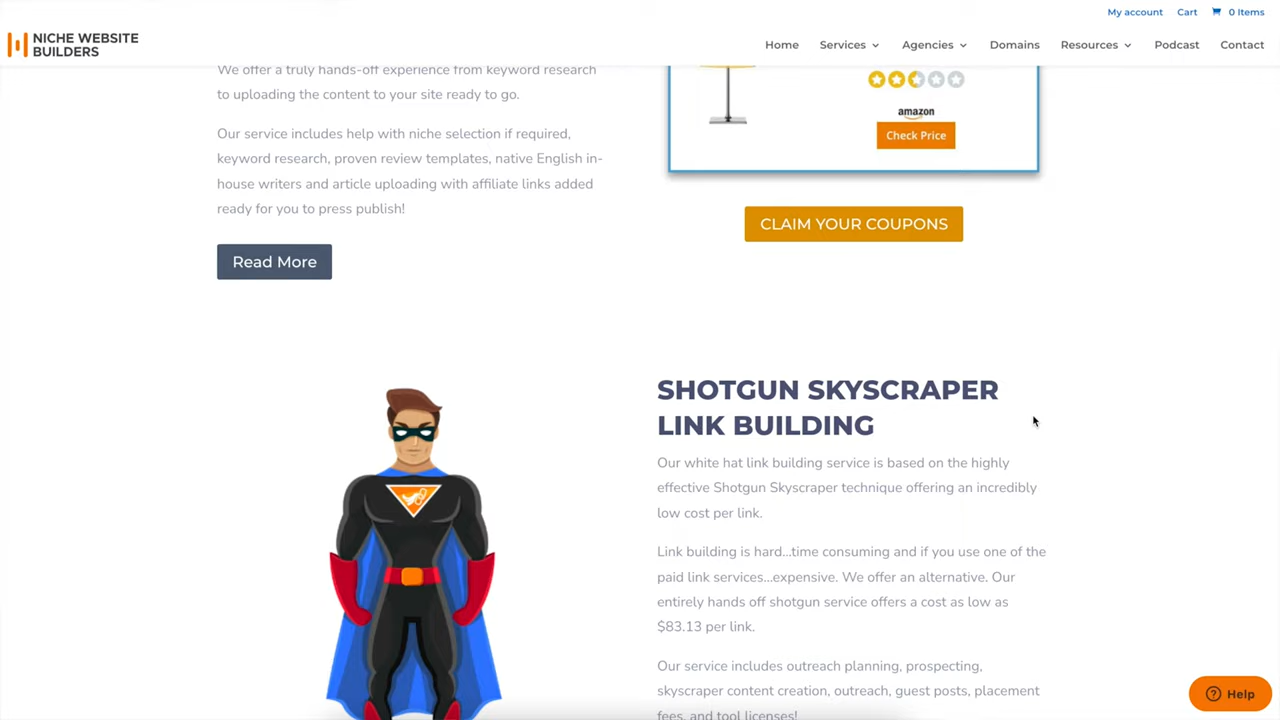 My account Cart 0 Items
NICHE WEBSITE
BUILDERS
Home Services Agencies Domains Resources Podcast Contact
We offer a truly hands-off experience from keyword research
to uploading the content to your site ready to go.
Our service includes help with niche selection if required,
keyword research, proven review templates, native English in-
house writers and article uploading with affiliate links added
ready for you to press publish!
Read More
amazon
Check Price
CLAIM YOUR COUPONS
SHOTGUN SKYSCRAPER
LINK BUILDING
Our white hat link building service is based on the highly
effective Shotgun Skyscraper technique offering an incredibly
low cost per link.
Link building is hard...time consuming and if you use one of the
paid link services...expensive. We offer an alternative. Our
entirely hands off shotgun service offers a cost as low as
$83.13 per link.
Our service includes outreach planning, prospecting,
skyscraper content creation, outreach, guest posts, placement
fees, and tool licenses!
Help